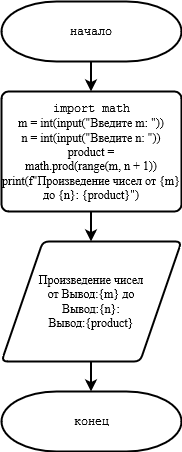 начало
import math
m = int(input("Введите m: "))
n = int(input("Введите n: "))
product =
math.prod(range(m, n + 1))
print(f"Произведение чисел от {m}
до {n}: {product}")
Произведение чисел
от Вывод:{m} до
Вывод:{n}:
Вывод:{product}
конец